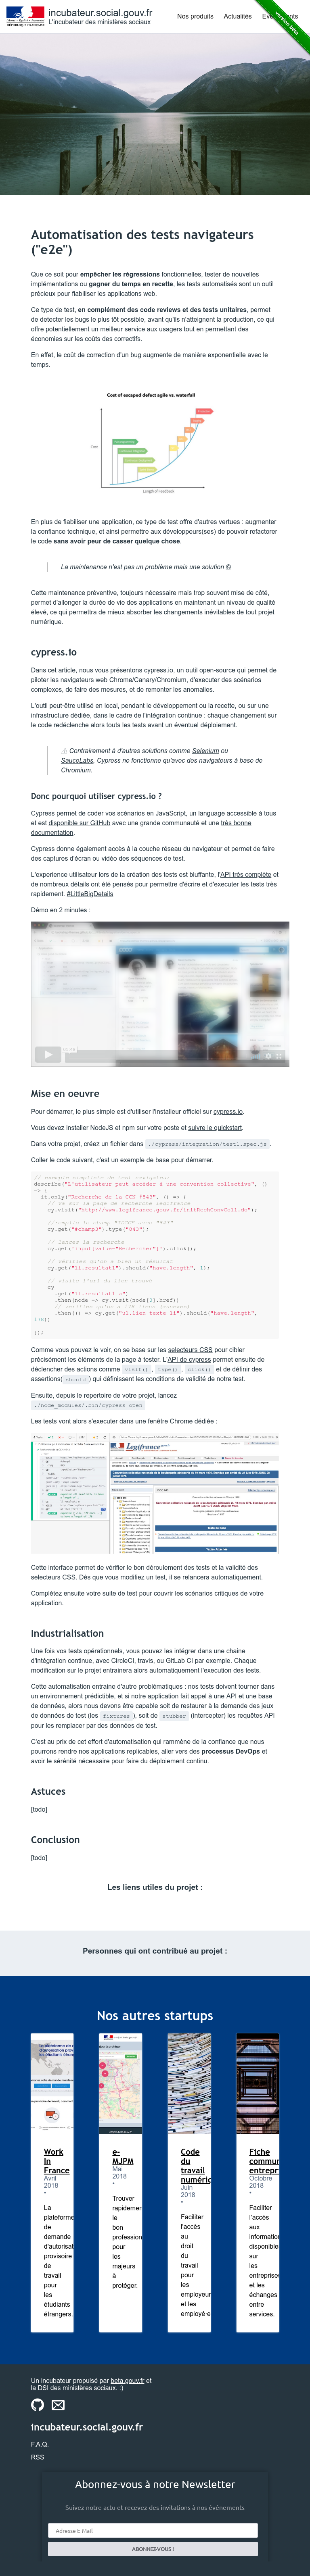 incubateur.social.gouv.fr
L'incubateur des ministères sociaux
Nos produits
Actualités
version beta
Automatisation des tests navigateurs
("e2e")
Que ce soit pour empêcher les régressions fonctionnelles, tester de nouvelles
implémentations ou gagner du temps en recette, les tests automatisés sont un outil
précieux pour fiabiliser les applications web.
Ce type de test, en complément des code reviews et des tests unitaires, permet
de detecter les bugs le plus tôt possible, avant qu'ils n'atteignent la production, ce qui
offre potentiellement un meilleur service aux usagers tout en permettant des
économies sur les coûts de correctifs.
En effet, le coût de correction d'un bug augmente de manière exponentielle avec le
temps.
Cost of escaped defect agile vs. waterfall
Cost
Length of Feedback
En plus de fiabiliser une application, ce type de test offre d'autres vertues : augmenter
la confiance technique, et ainsi permettre aux développeurs(ses) de pouvoir refactorer
le code sans avoir peur de casser quelque chose.
La maintenance n'est pas un problème mais une solution ©
Cette maintenance préventive, toujours nécessaire mais trop souvent mise de côté,
permet d'allonger la durée de vie des applications en maintenant un niveau de qualité
élevé, ce qui permettra de mieux absorber les changements inévitables de tout projet
numérique.
cypress.io
Dans cet article, nous vous présentons cypress.io, un outil open-source qui permet de
piloter les navigateurs web Chrome/Canary/Chromium, d'executer des scénarios
complexes, de faire des mesures, et de remonter les anomalies.
L'outil peut-être utilisé en local, pendant le développement ou la recette, ou sur une
infrastructure dédiée, dans le cadre de l'intégration continue : chaque changement sur
le code redéclenche alors touts les tests avant un éventuel déploiement.
⚠ Contrairement à d'autres solutions comme Selenium ou
SauceLabs, Cypress ne fonctionne qu'avec des navigateurs à base de
Chromium.
Donc pourquoi utiliser cypress.io ?
Cypress permet de coder vos scénarios en JavaScript, un language accessible à tous
et est disponible sur GitHub avec une grande communauté et une très bonne
documentation.
Cypress donne également accès à la couche réseau du navigateur et permet de faire
des captures d'écran ou vidéo des séquences de test.
L'experience utilisateur lors de la création des tests est bluffante, l'API très complète et
de nombreux détails ont été pensés pour permettre d'écrire et d'executer les tests très
rapidement. #LittleBigDetails
Démo en 2 minutes :
Mise en oeuvre
Pour démarrer, le plus simple est d'utiliser l'installeur officiel sur cypress.io.
Vous devez installer NodeJS et npm sur votre poste et suivre le quickstart.
Dans votre projet, créez un fichier dans ./cypress/integration/test1.spec.js.
Coller le code suivant, c'est un exemple de base pour démarrer.
// exemple simpliste de test navigateur
describe("L'utilisateur peut accéder à une convention collective", ()
=> {
it.only("Recherche de la CCN #843", () => {
// va sur la page de recherche legifrance
cy.visit("http://www.legifrance.gouv.fr/initRechConvColl.do");
//remplis le champ "IDCC" avec "843"
cy.get("#champ3").type("843");
// lancer la recherche
cy.get('input[value="Rechercher"]').click();
// verifies qu'on a bien un résultat
cy.get("li.resultat1").should("have.length", 1);
// visite l'url du lien trouvé
cy
.get("li.resultat1 a")
.then(node => cy.visit(node[0].href))
// verifies qu'on a 178 liens (annexes)
.then(() => cy.get("ul.lien_texte li").should("have.length",
178))
});
Comme vous pouvez le voir, on se base sur les selecteurs CSS pour cibler
précisément les éléments de la page à tester. L'API de cypress permet ensuite de
déclencher des actions comme visit(), type(), click() et de définir des
assertions( should ) qui définissent les conditions de validité de notre test.
Ensuite, depuis le repertoire de votre projet, lancez
./node_modules/.bin/cypress open
Les tests vont alors s'executer dans une fenêtre Chrome dédiée :
Legifrance
Cette interface permet de vérifier le bon déroulement des tests et la validité des
selecteurs CSS. Dès que vous modifiez un test, il se relancera automatiquement.
Complétez ensuite votre suite de test pour couvrir les scénarios critiques de votre
application.
Industrialisation
Une fois vos tests opérationnels, vous pouvez les intégrer dans une chaine
d'intégration continue, avec CircleCI, travis, ou GitLab CI par exemple. Chaque
modification sur le projet entrainera alors automatiquement l'execution des tests.
Cette automatisation entraine d'autre problématiques : nos tests doivent tourner dans
un environnement prédictible, et si notre application fait appel à une API et une base
de données, alors nous devons être capable soit de restaurer à la demande des jeux
de données de test (les fixtures ), soit de stubber (intercepter) les requêtes API
pour les remplacer par des données de test.
C'est au prix de cet effort d'automatisation qui rammène de la confiance que nous
pourrons rendre nos applications replicables, aller vers des processus DevOps et
avoir le sérénité nécessaire pour faire du déploiement continu.
Astuces
[todo]
Conclusion
[todo]
Les liens utiles du projet :
Personnes qui ont contribué au projet :
Nos autres startups
Work
In
France
Avril
2018
•
La
plateforme
de
demande
d'autorisat
provisoire
de
travail
pour
les
étudiants
étrangers.
e-
MJPM
Mai
2018
•
Trouver
rapidement
le
bon
profession
pour
les
majeurs
à
protéger.
Code
du
travail
numéric
Juin
2018
Faciliter
l'accès
au
droit
du
travail
pour
les
employeur
et les
employé·e
Fiche
commun
entrepr
Octobre
2018
•
Faciliter
l'accès
aux
information
disponible
sur
les
entreprise
et les
échanges
entre
services.
Un incubateur propulsé par beta.gouv.fr et
la DSI des ministères sociaux. :)
incubateur.social.gouv.fr
F.A.Q.
RSS
Abonnez-vous à notre Newsletter
Suivez notre actu et recevez des invitations à nos événements
Adresse E-Mail
ABONNEZ-VOUS !